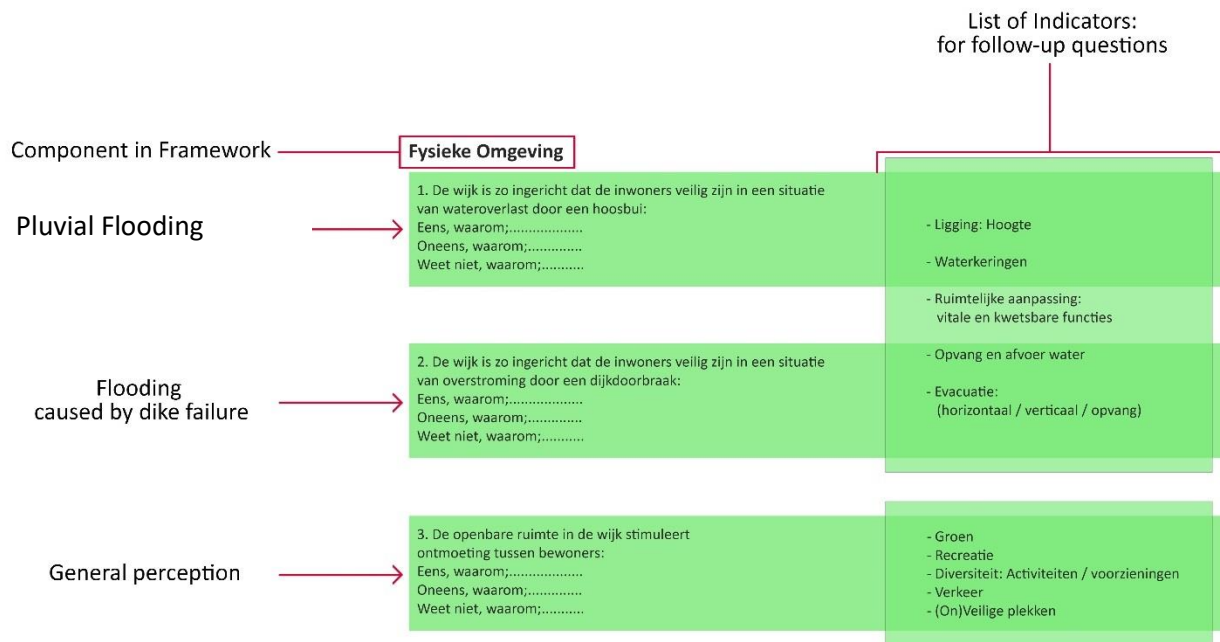 List of Indicators:
for follow-up questions
Component in Framework
Fysieke Omgeving
Pluvial Flooding
1. De wijk is zo ingericht dat de inwoners veilig zijn in een situatie
van wateroverlast door een hoosbui:
Eens, waarom;...................
Oneens, waarom;..............
Weet niet, waarom;...........
- Ligging: Hoogte
- Waterkeringen
- Ruimtelijke aanpassing:
vitale en kwetsbare functies
- Opvang en afvoer water
- Evacuatie:
(horizontaal / verticaal / opvang)
Flooding
caused by dike failure
2. De wijk is zo ingericht dat de inwoners veilig zijn in een situatie
van overstroming door een dijkdoorbraak:
Eens, waarom;...................
Oneens, waarom;..............
Weet niet, waarom;...........
General perception
3. De openbare ruimte in de wijk stimuleert
ontmoeting tussen bewoners:
Eens, waarom;...................
Oneens, waarom;..............
Weet niet, waarom;...........
- Groen
- Recreatie
- Diversiteit: Activiteiten / voorzieningen
- Verkeer
- (On)Veilige plekken